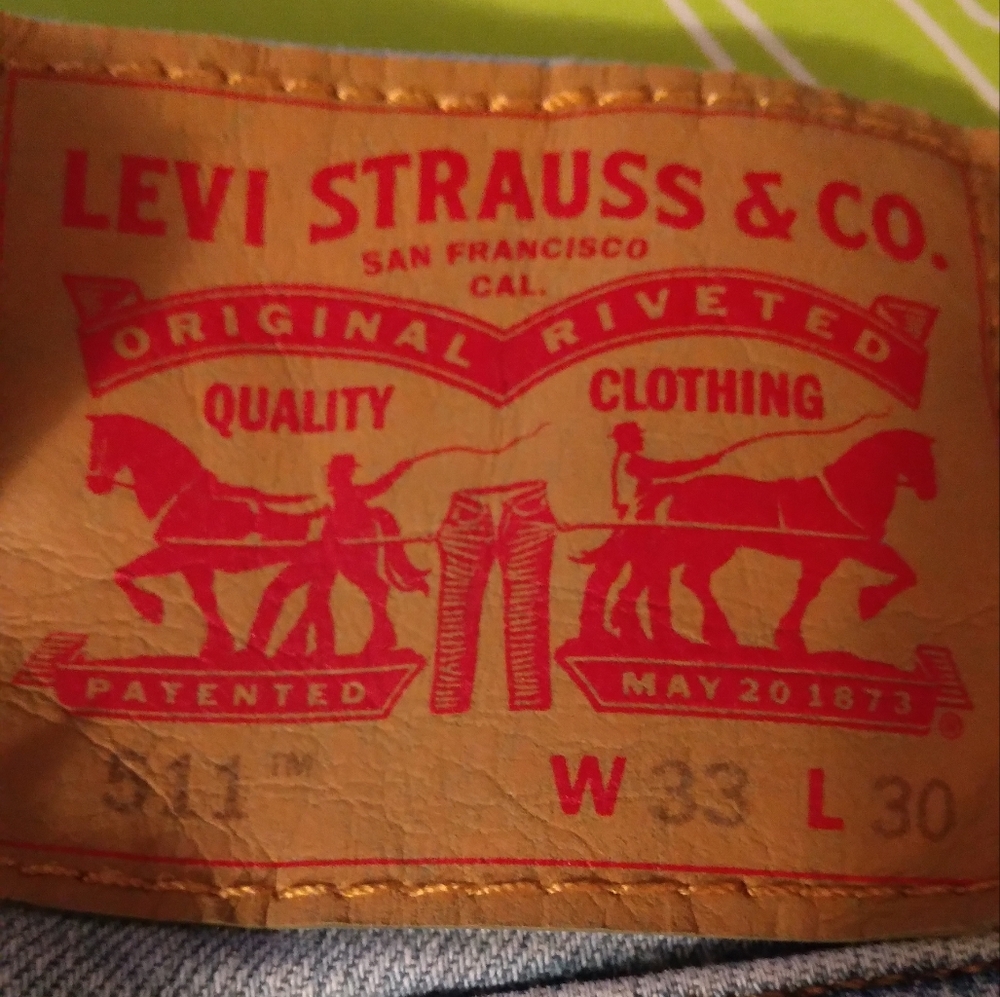 LEVI STRAUSS & CO.
SAN FRANCISCO
CAL.
ORIGINAL RIVETED
QUALITY CLOTHING
PATENTED MAY 20 1873
®
511™ W 33 L 30